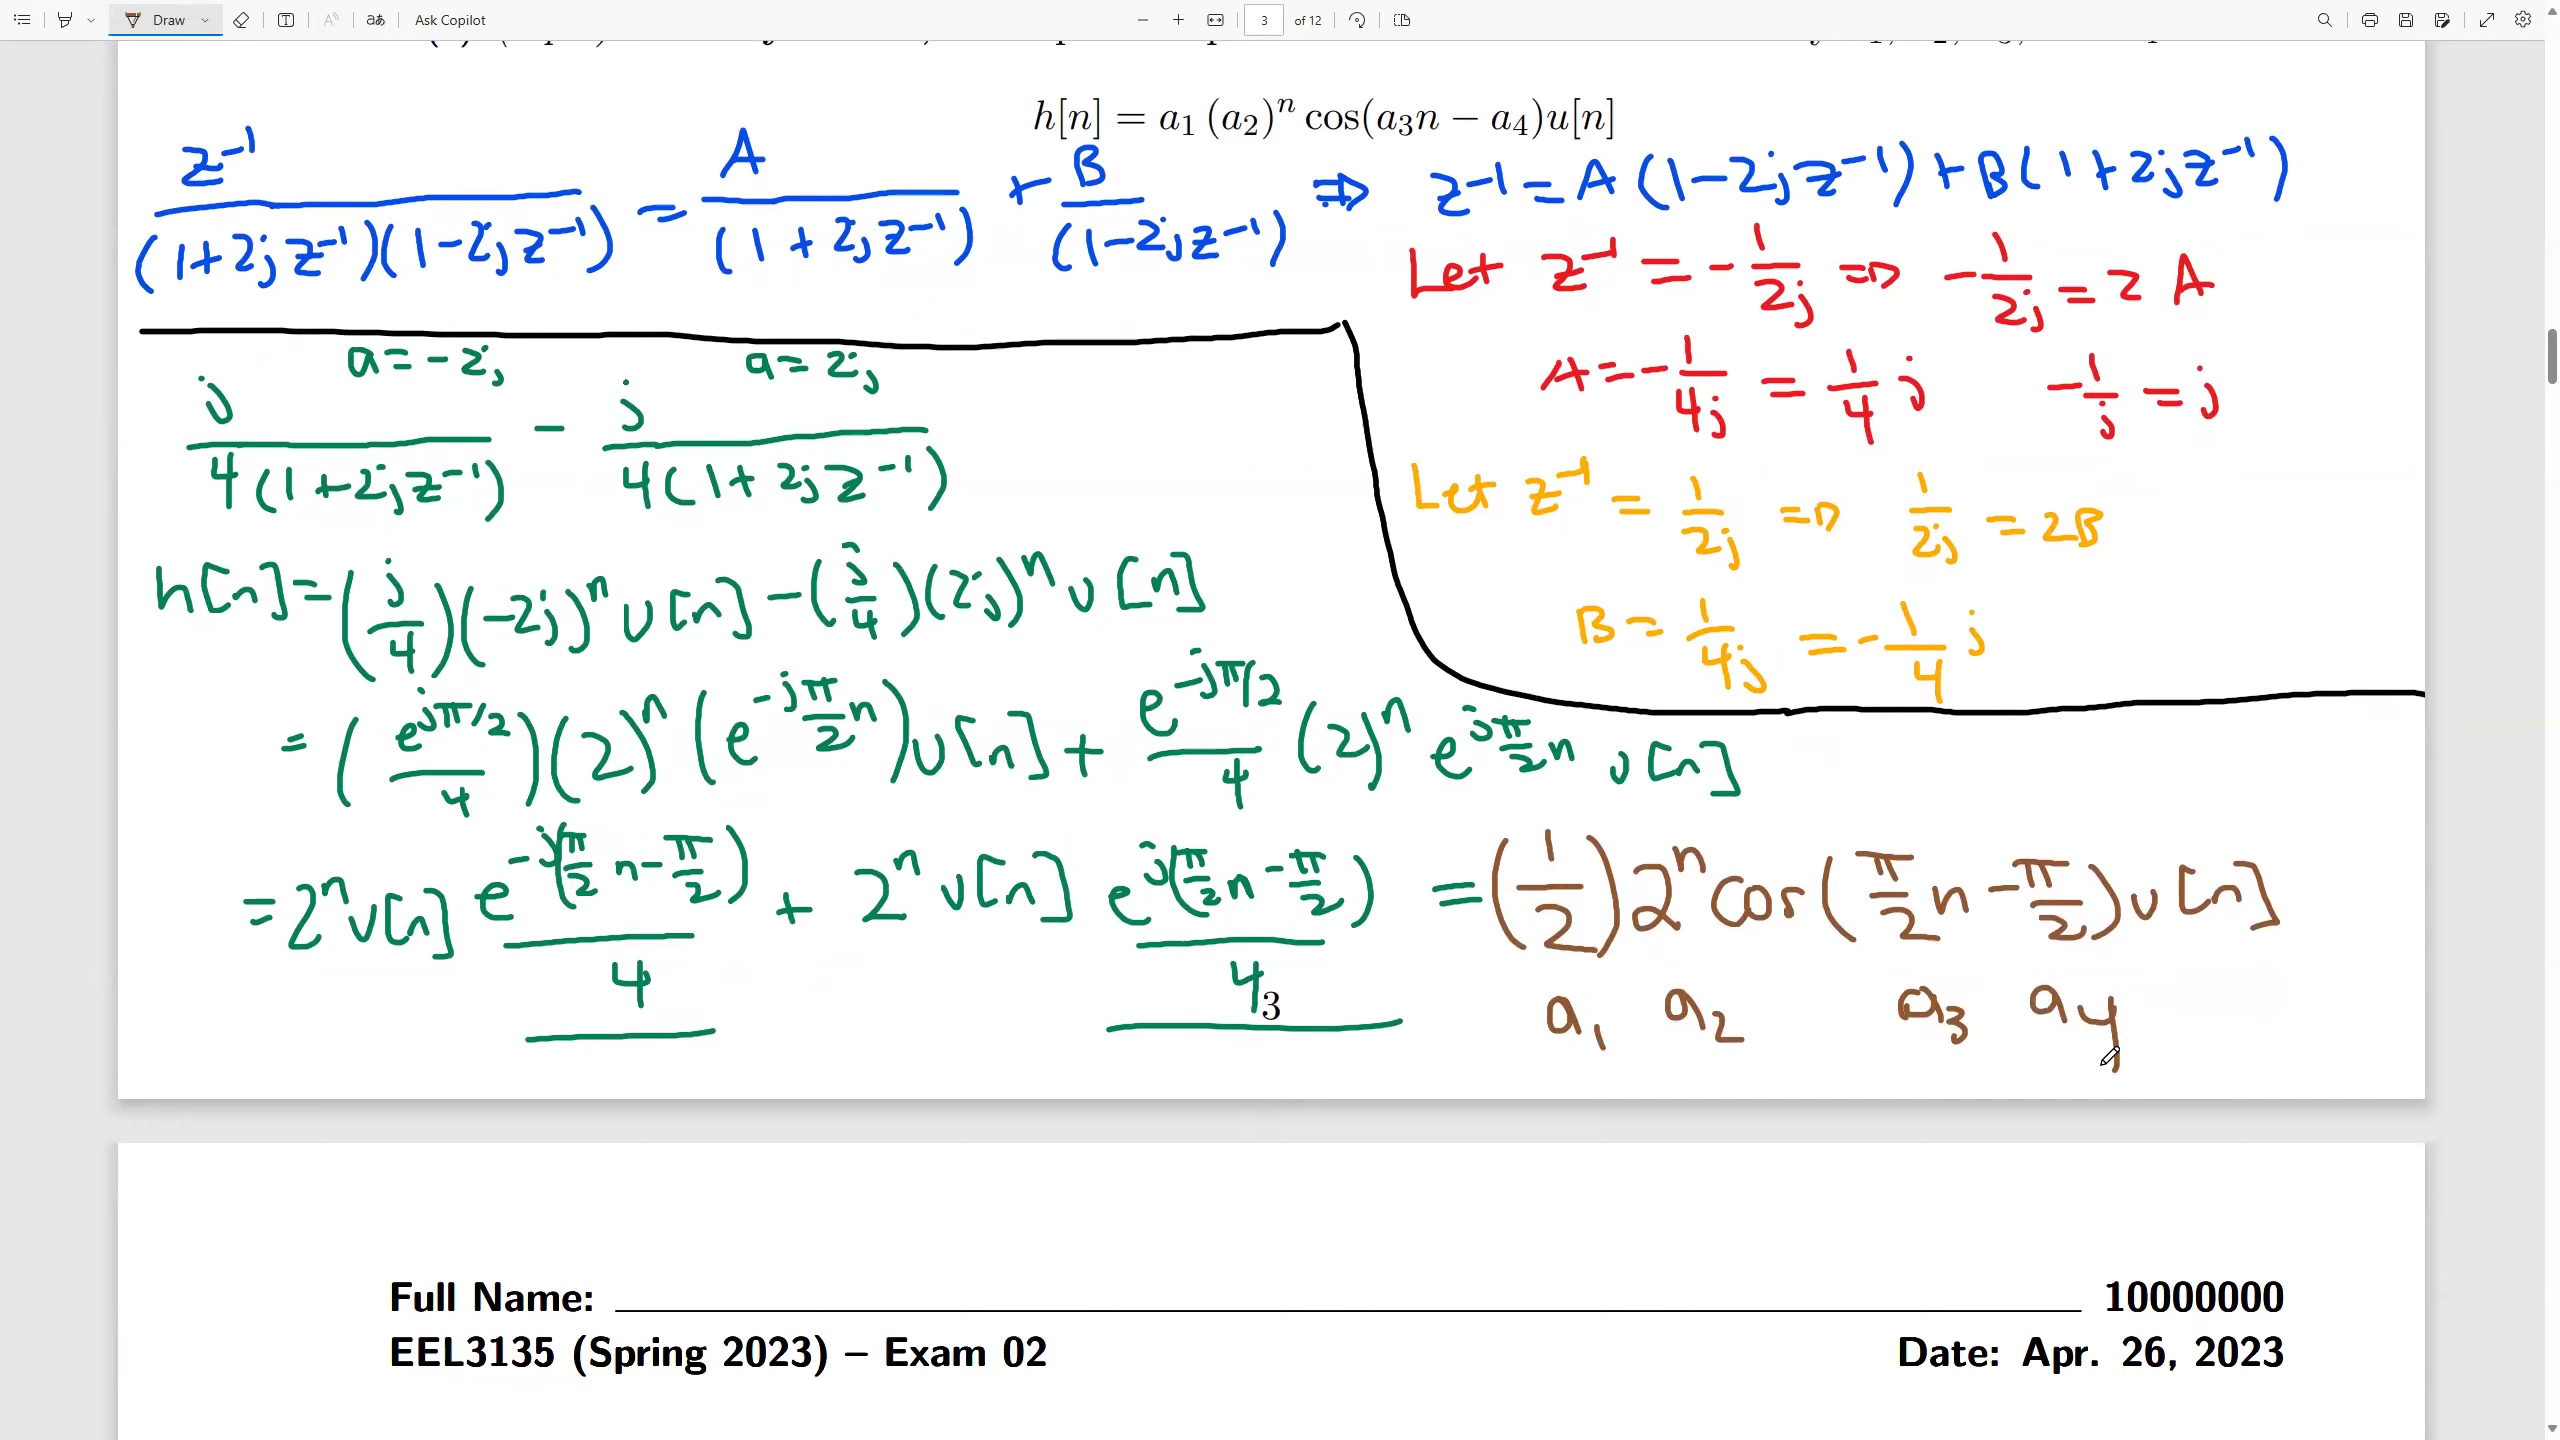 Draw Ask Copilot 3 of 12
h[n] = a₁ (a₂)ⁿ cos(a₃n − a₄)u[n]
z⁻¹ / (1+2jz⁻¹)(1−2jz⁻¹) = A / (1+2jz⁻¹) + B / (1−2jz⁻¹) ⇒ z⁻¹ = A(1−2jz⁻¹) + B(1+2jz⁻¹)
Let z⁻¹ = −1/2j ⇒ −1/2j = 2A
A = −1/4j = 1/4 j −1/j = j
Let z⁻¹ = 1/2j ⇒ 1/2j = 2B
B = 1/4j = −1/4 j
a = −2j a = 2j
j / 4(1+2jz⁻¹) − j / 4(1+2jz⁻¹)
h[n] = (j/4)(−2j)ⁿ u[n] − (j/4)(2j)ⁿ u[n]
= (e^{jπ/2} / 4)(2)ⁿ (e^{−jπ/2 n}) u[n] + e^{−jπ/2} / 4 (2)ⁿ e^{jπ/2 n} u[n]
= 2ⁿ u[n] e^{−j(π/2 n − π/2)} / 4 + 2ⁿ u[n] e^{j(π/2 n − π/2)} / 4 = (1/2) 2ⁿ cos(π/2 n − π/2) u[n]
a₁ a₂ a₃ a₄
3
Full Name: 10000000
EEL3135 (Spring 2023) – Exam 02 Date: Apr. 26, 2023